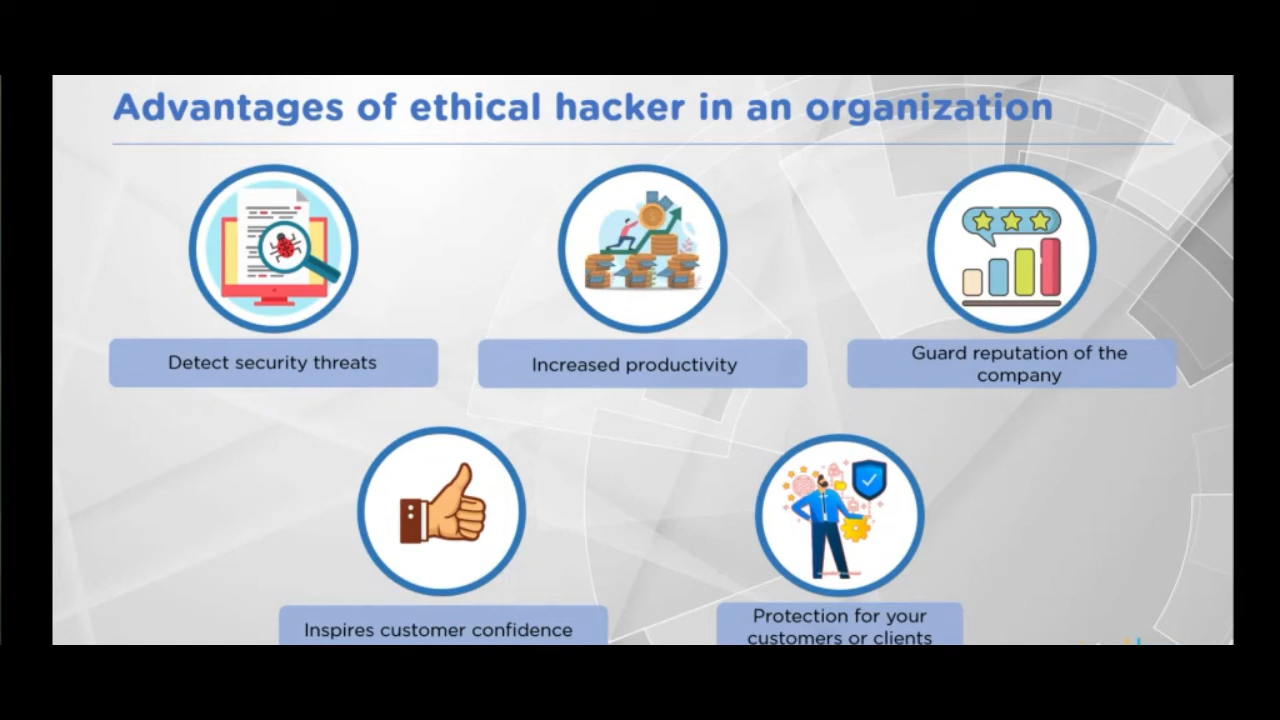 Advantages of ethical hacker in an organization
Detect security threats
Increased productivity
Guard reputation of the
company
Inspires customer confidence
Protection for your
customers or clients